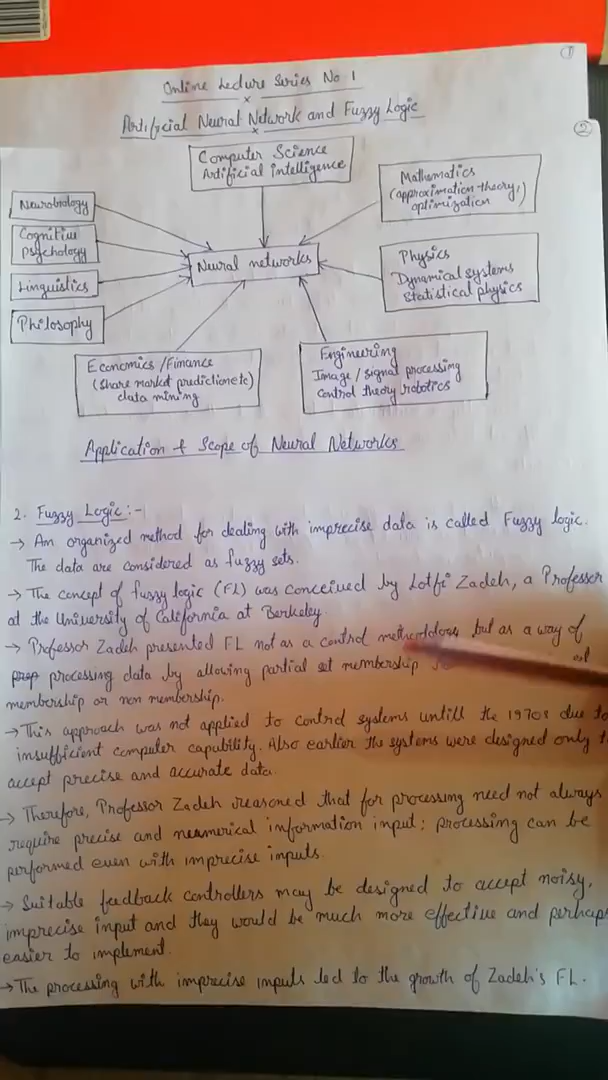 ①
Online Lecture Series No 1
Artificial Neural Network and Fuzzy Logic
②
Computer Science
Artificial intelligence
Mathematics
(approximation theory,)
optimization
Neurobiology
Cognitive
psychology
Linguistics
Philosophy
Neural networks
Physics
Dynamical systems
Statistical physics
Economics/Finance
(share market prediction etc)
data mining
Engineering
Image/signal processing
control theory robotics
Application & Scope of Neural Networks
2. Fuzzy Logic:-
→ An organized method for dealing with imprecise data is called Fuzzy logic.
The data are considered as fuzzy sets.
→ The concept of fuzzy logic (FL) was conceived by Lotfi Zadeh, a Professor
at the University of California at Berkeley.
→ Professor Zadeh presented FL not as a control methodology but as a way of
processing data by allowing partial set membership
membership or non membership.
→ This approach was not applied to control systems untill the 1970s due to
insufficient computer capability. Also earlier the systems were designed only
accept precise and accurate data.
→ Therefore, Professor Zadeh reasoned that for processing need not always
require precise and numerical information input; processing can be
performed even with imprecise inputs.
→ Suitable feedback controllers may be designed to accept noisy,
imprecise input and they would be much more effective and perhaps
easier to implement.
→ The processing with imprecise inputs led to the growth of Zadeh's FL.